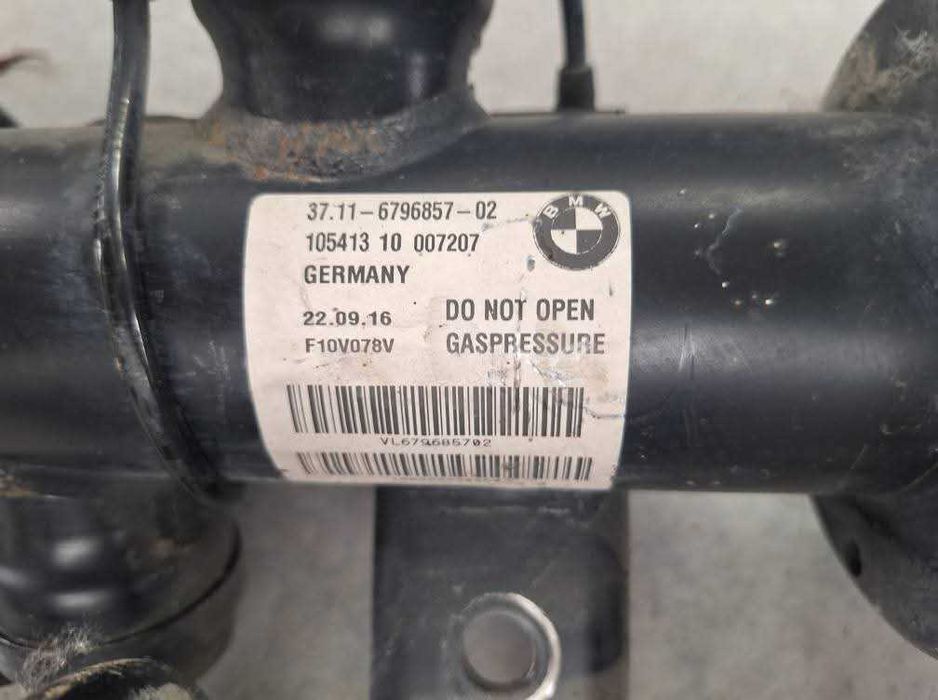 37.11-6796857-02
BMW
105413 10 007207
GERMANY
22.09.16
DO NOT OPEN
F10V078V
GASPRESSURE
VL679685702